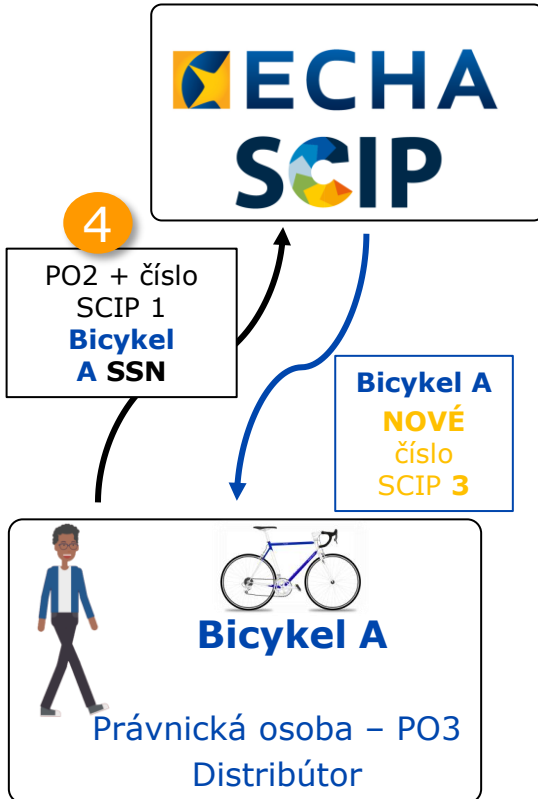 ECHA
SCIP
4
PO2 + číslo
SCIP 1
Bicykel
A SSN
Bicykel A
NOVÉ
číslo
SCIP 3
Bicykel A
Právnická osoba – PO3
Distribútor